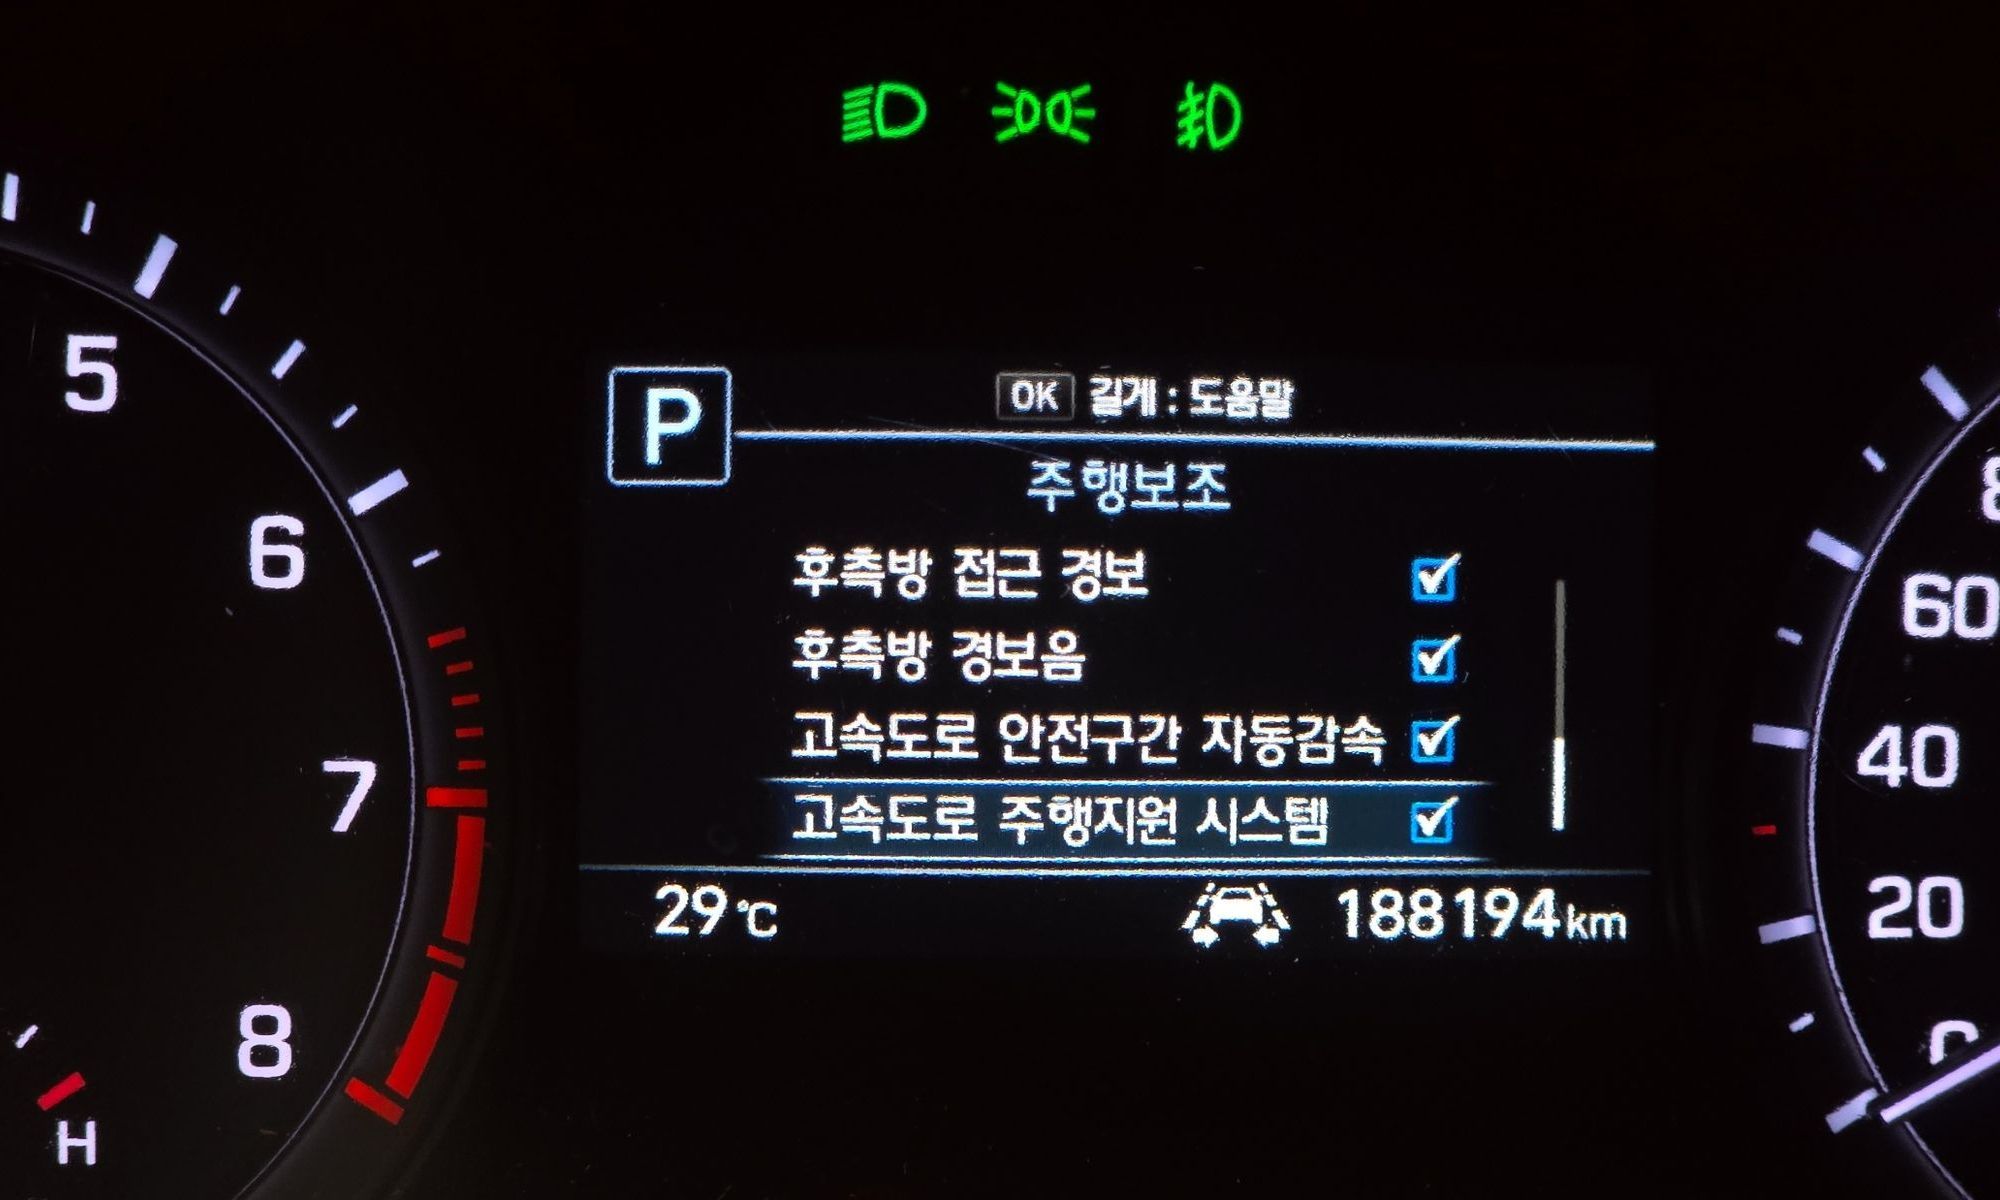 P
OK 길게 : 도움말
주행보조
후측방 접근 경보
후측방 경보음
고속도로 안전구간 자동감속
고속도로 주행지원 시스템
29℃
188194km
5
6
7
8
H
60
40
20
0